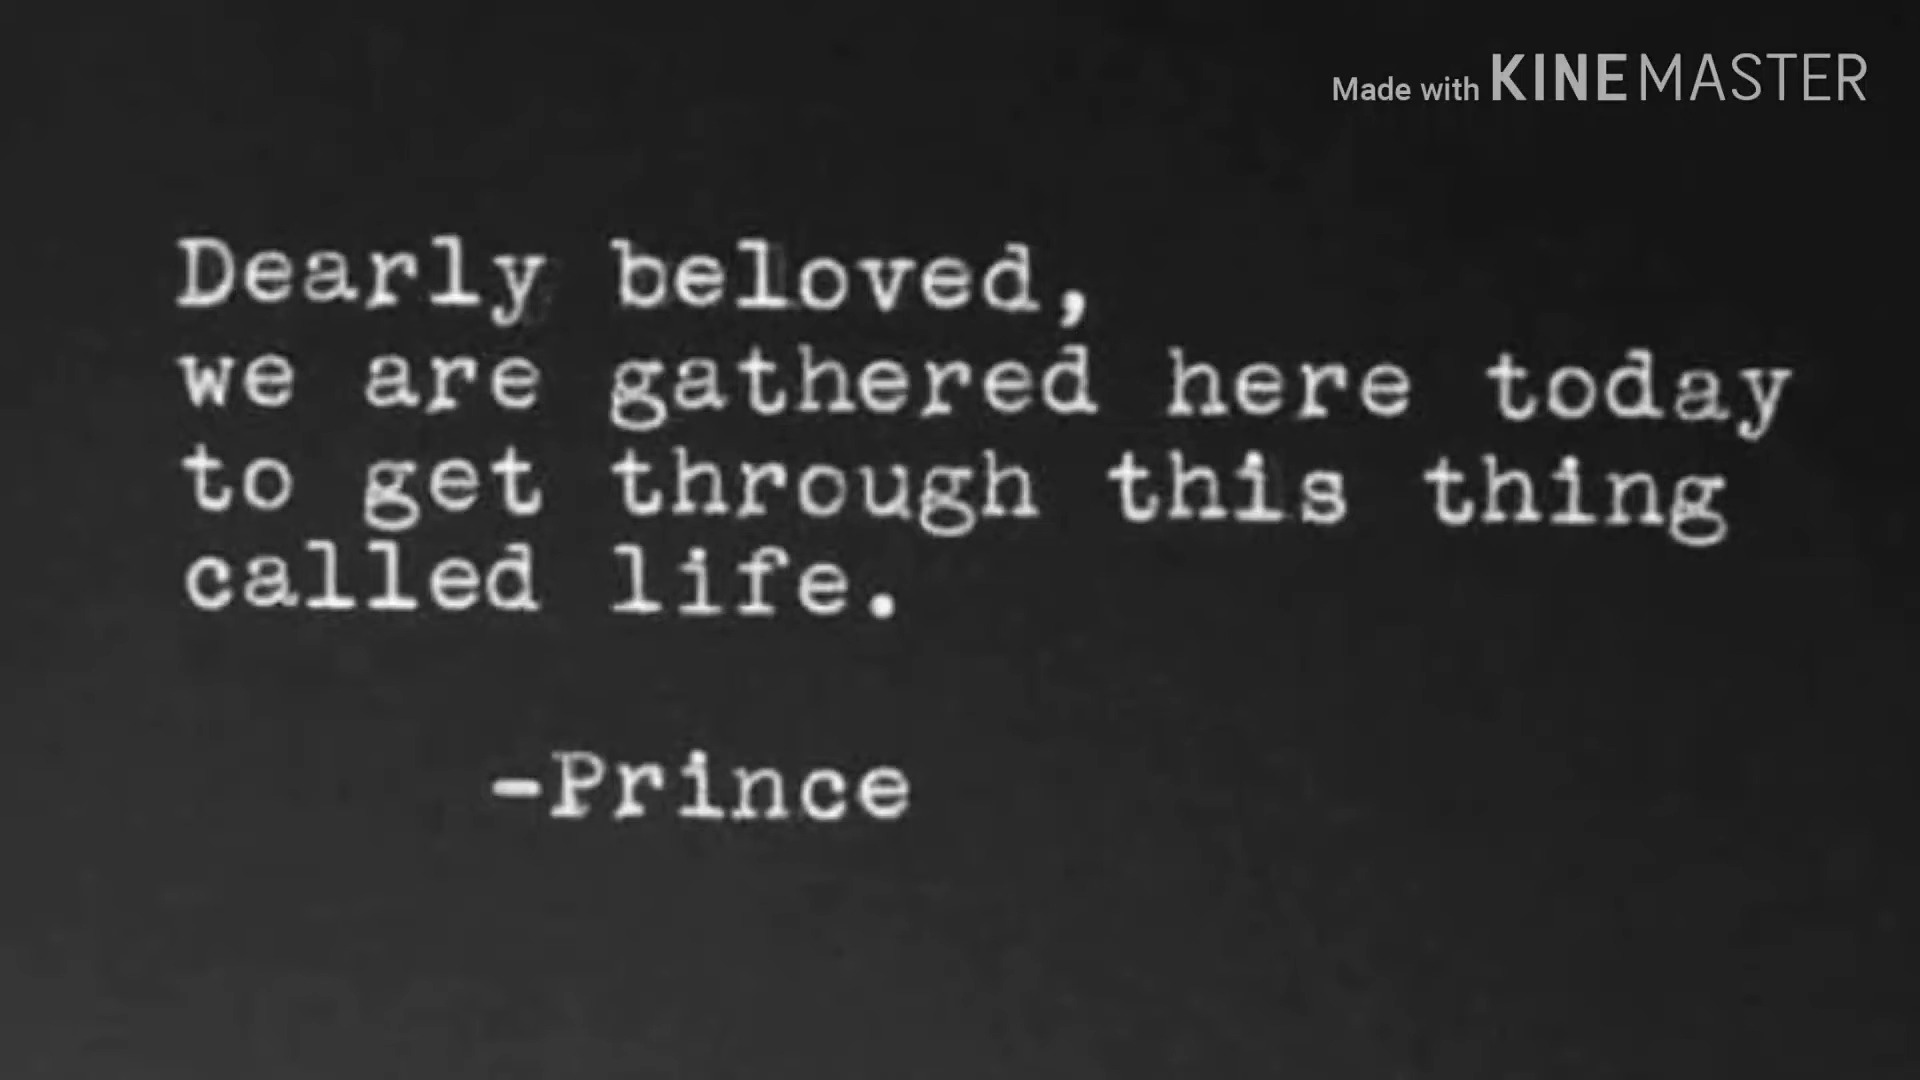 Made with KINEMASTER
Dearly beloved,
we are gathered here today
to get through this thing
called life.
-Prince